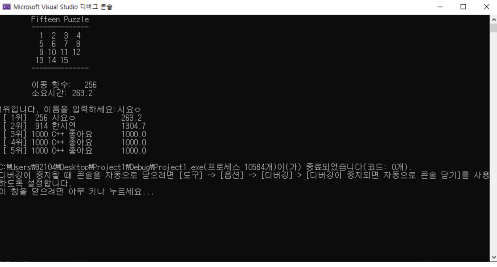 Microsoft Visual Studio 디버그 콘솔
Fifteen Puzzle
--------------
1 2 3 4
5 6 7 8
9 10 11 12
13 14 15
--------------
이동 횟수: 256
소요시간: 263.2
위입니다. 이름을 입력하세요:시요ㅇ
[ 1위] 256 시요ㅇ 263.2
[ 2위] 914 한시연 1304.7
[ 3위] 1000 C++ 좋아요 1000.0
[ 4위] 1000 C++ 좋아요 1000.0
[ 5위] 1000 C++ 좋아요 1000.0
C:₩Users₩82104₩Desktop₩Project1₩Debug₩Project1.exe(프로세스 10584개)이(가) 종료되었습니다(코드: 0개).
디버깅이 중지될 때 콘솔을 자동으로 닫으려면 [도구] -> [옵션] -> [디버깅] > [디버깅이 중지되면 자동으로 콘솔 닫기]를 사용
하도록 설정합니다.
이 창을 닫으려면 아무 키나 누르세요...